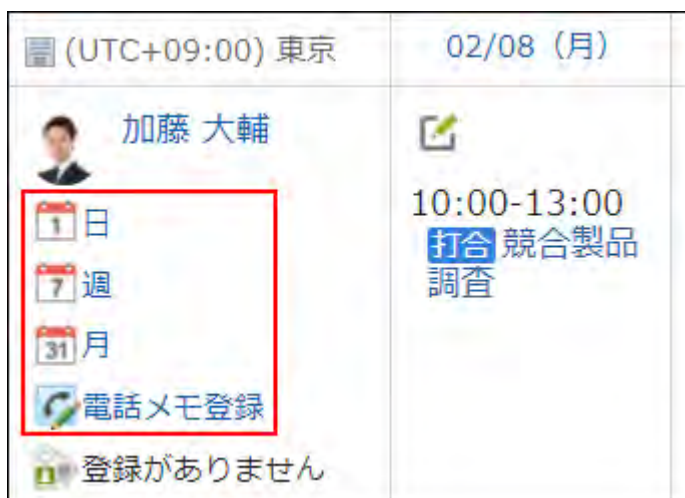 (UTC+09:00) 東京
02/08（月）
加藤 大輔
1 日
7 週
31 月
電話メモ登録
登録がありません
10:00-13:00
打合 競合製品
調査